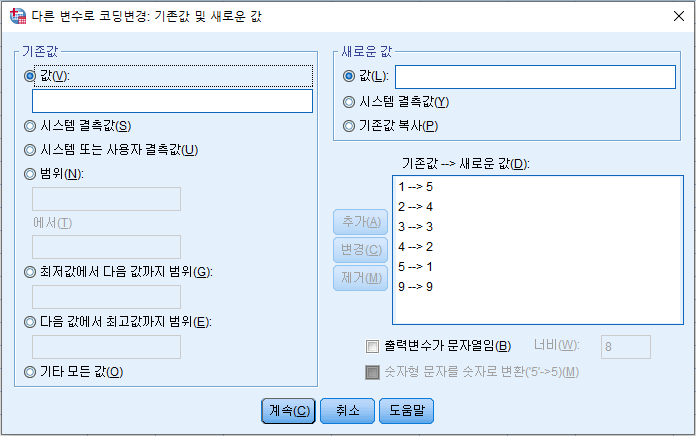 다른 변수로 코딩변경: 기존값 및 새로운 값
기존값
값(V):
시스템 결측값(S)
시스템 또는 사용자 결측값(U)
범위(N):
에서(T)
최저값에서 다음 값까지 범위(G):
다음 값에서 최고값까지 범위(E):
기타 모든 값(O)
새로운 값
값(L):
시스템 결측값(Y)
기존값 복사(P)
기존값 --> 새로운 값(D):
1 --> 5
2 --> 4
3 --> 3
4 --> 2
5 --> 1
9 --> 9
추가(A)
변경(C)
제거(M)
출력변수가 문자열임(B) 너비(W): 8
숫자형 문자를 숫자로 변환('5'->5)(M)
계속(C) 취소 도움말